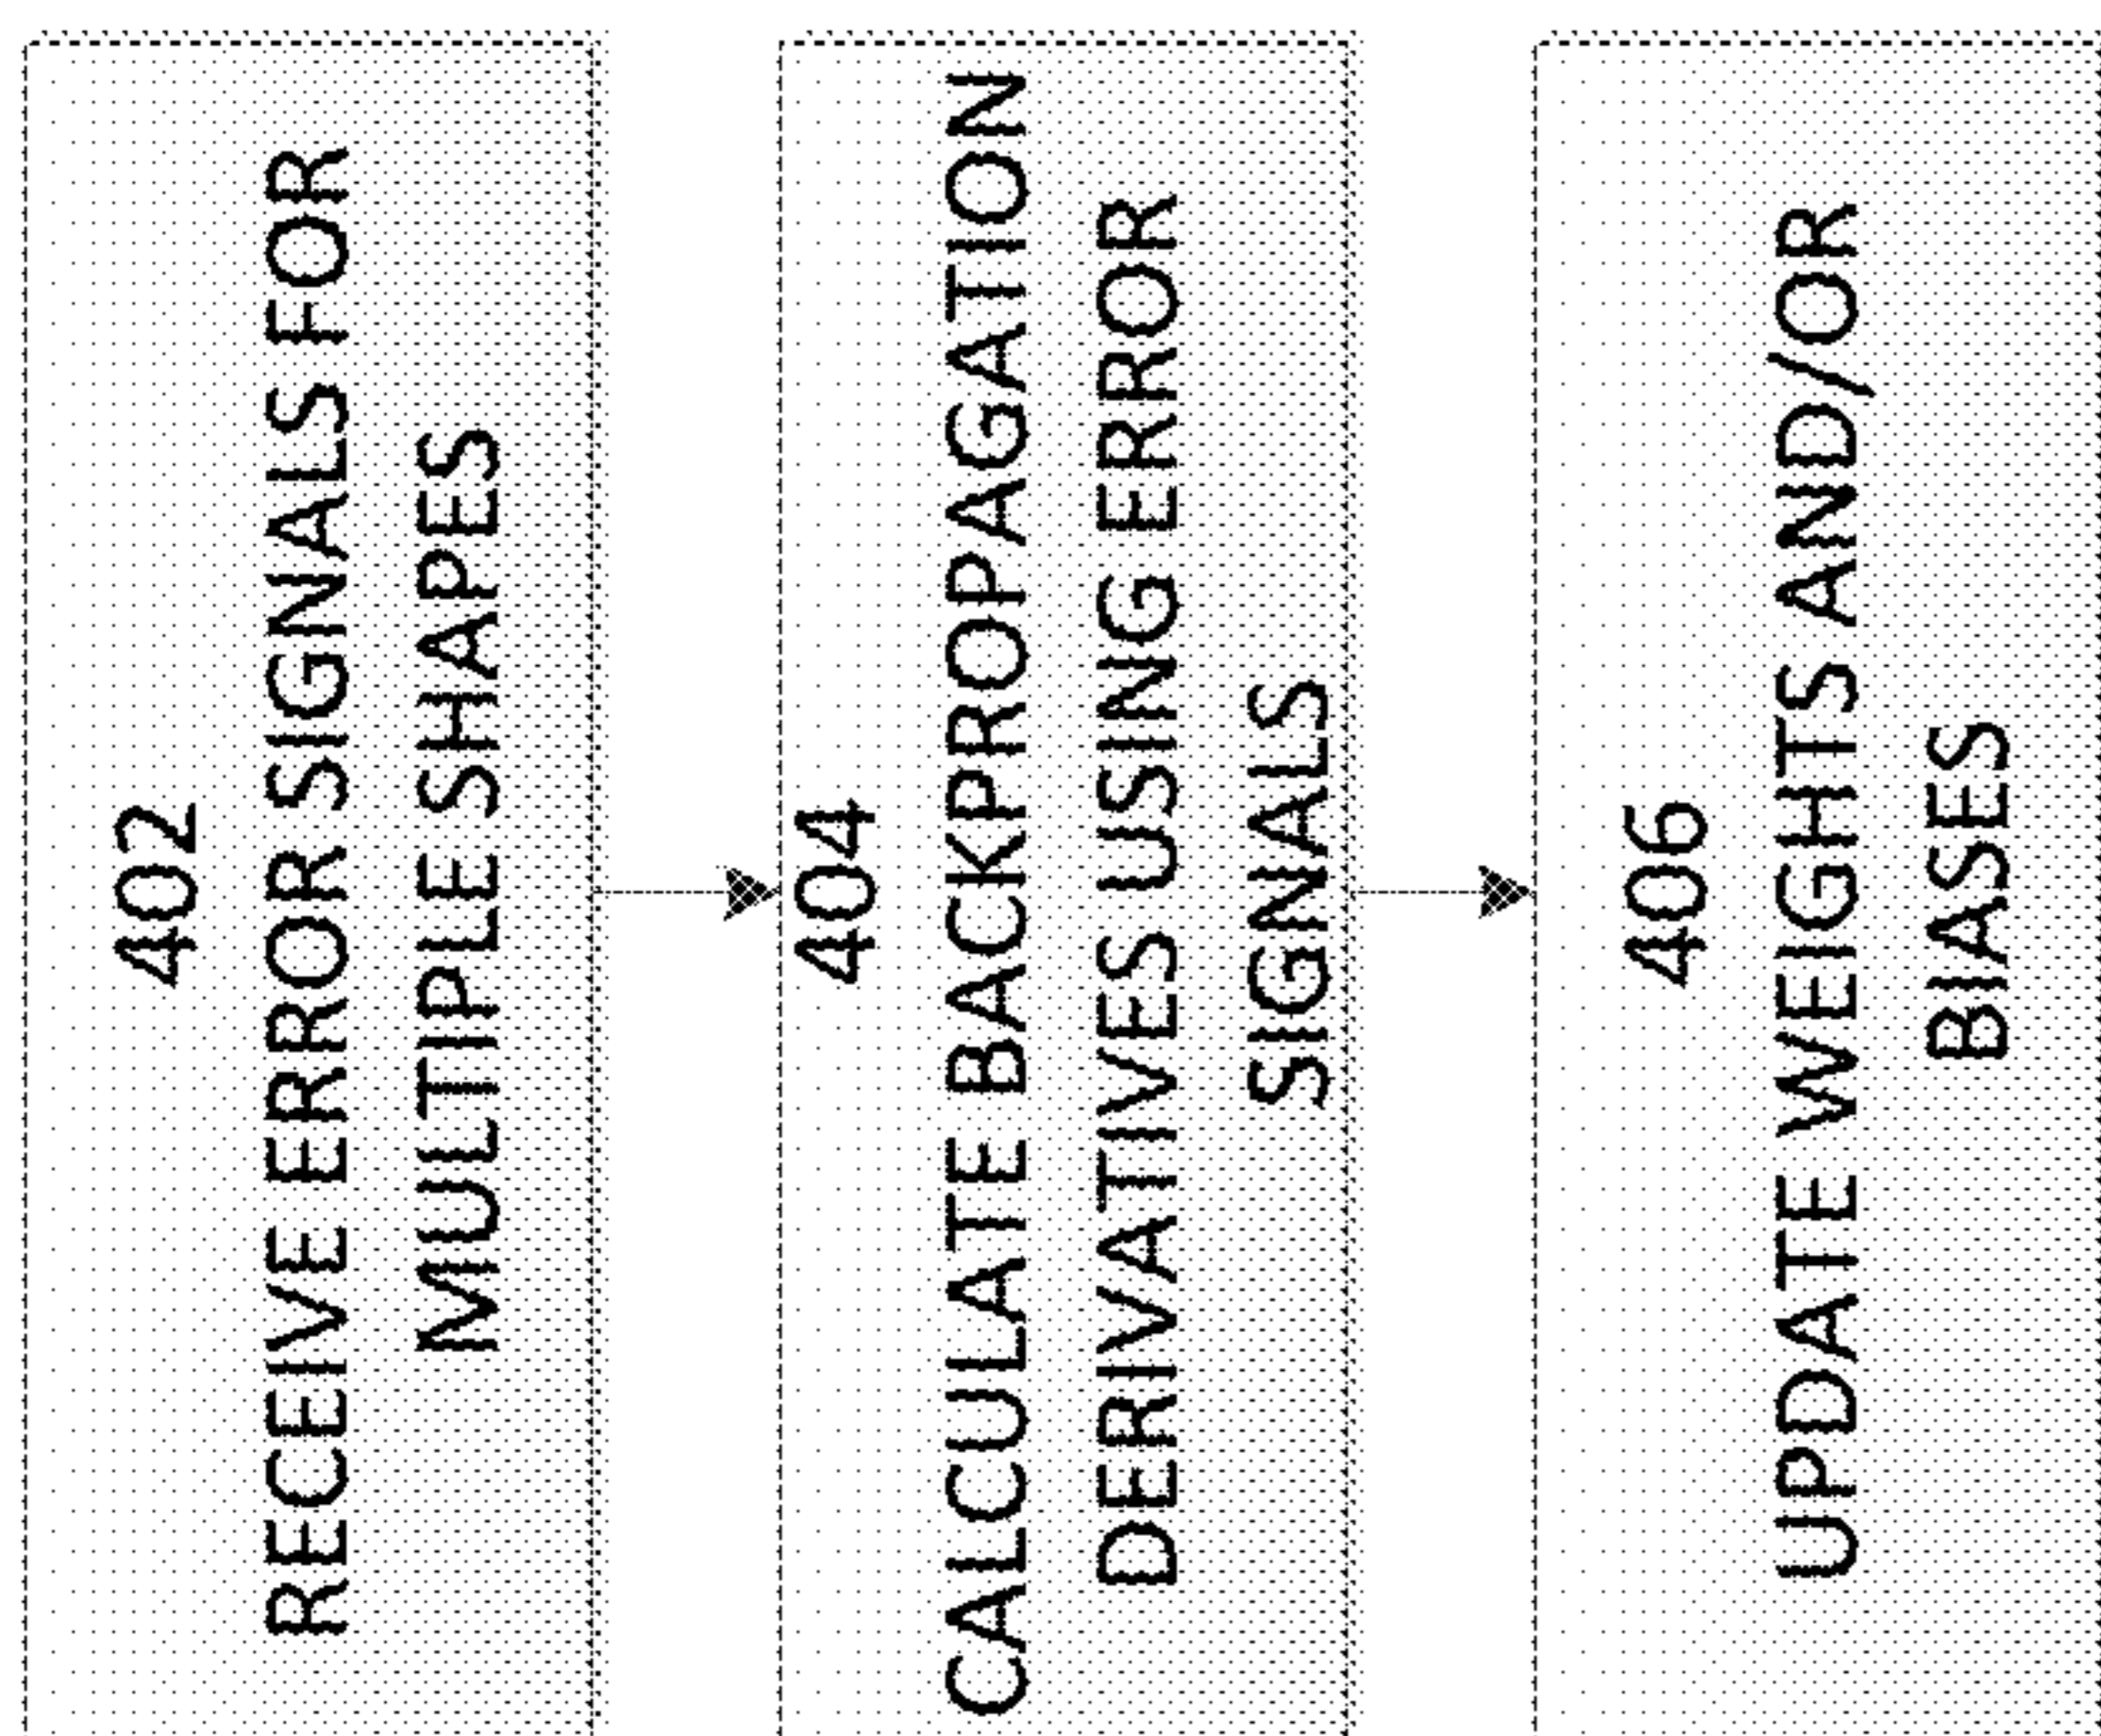 402
RECEIVE ERROR SIGNALS FOR
MULTIPLE SHAPES
404
CALCULATE BACKPROPAGATION
DERIVATIVES USING ERROR
SIGNALS
406
UPDATE WEIGHTS AND/OR
BIASES